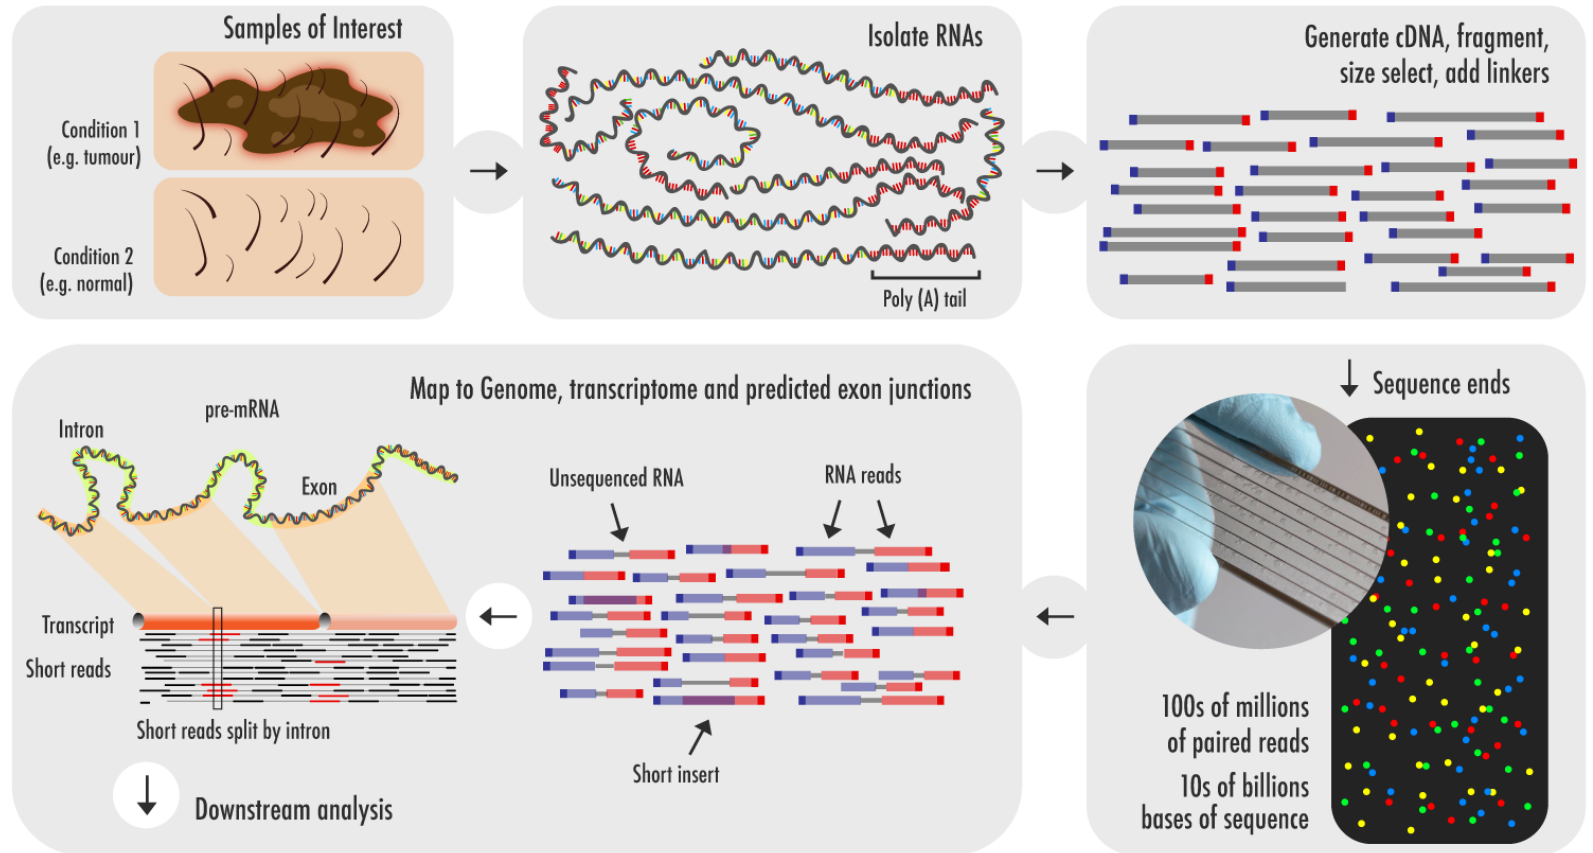 Samples of Interest
Condition 1
(e.g. tumour)
Condition 2
(e.g. normal)
Isolate RNAs
Poly (A) tail
Generate cDNA, fragment,
size select, add linkers
Sequence ends
100s of millions
of paired reads
10s of billions
bases of sequence
Map to Genome, transcriptome and predicted exon junctions
pre-mRNA
Intron
Exon
Unsequenced RNA
RNA reads
Transcript
Short reads
Short reads split by intron
Short insert
Downstream analysis